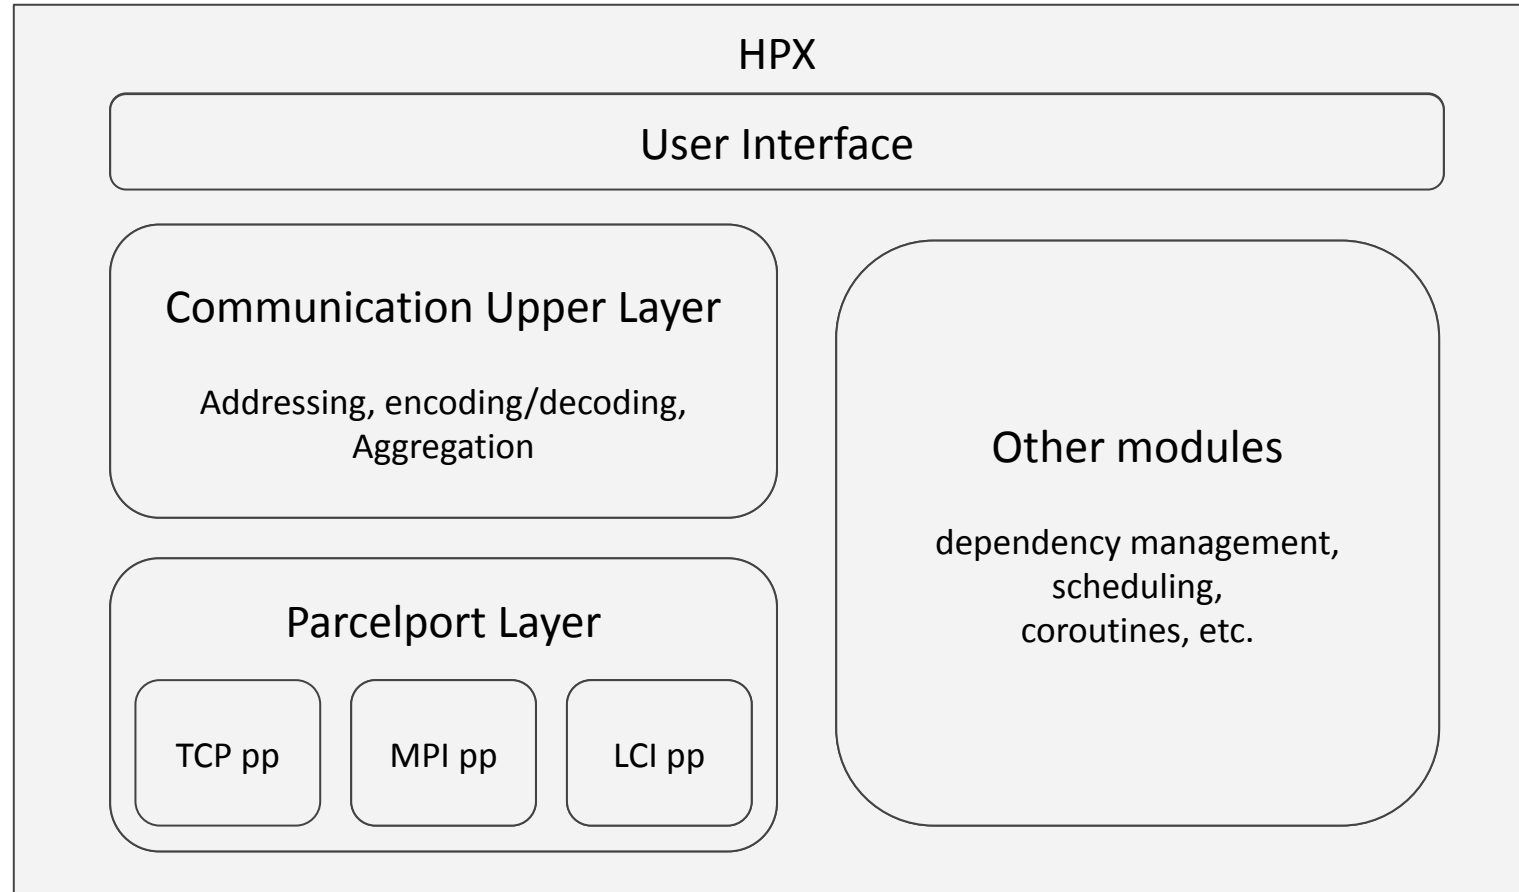 HPX
User Interface
Communication Upper Layer
Addressing, encoding/decoding,
Aggregation
Parcelport Layer
TCP pp
MPI pp
LCI pp
Other modules
dependency management,
scheduling,
coroutines, etc.